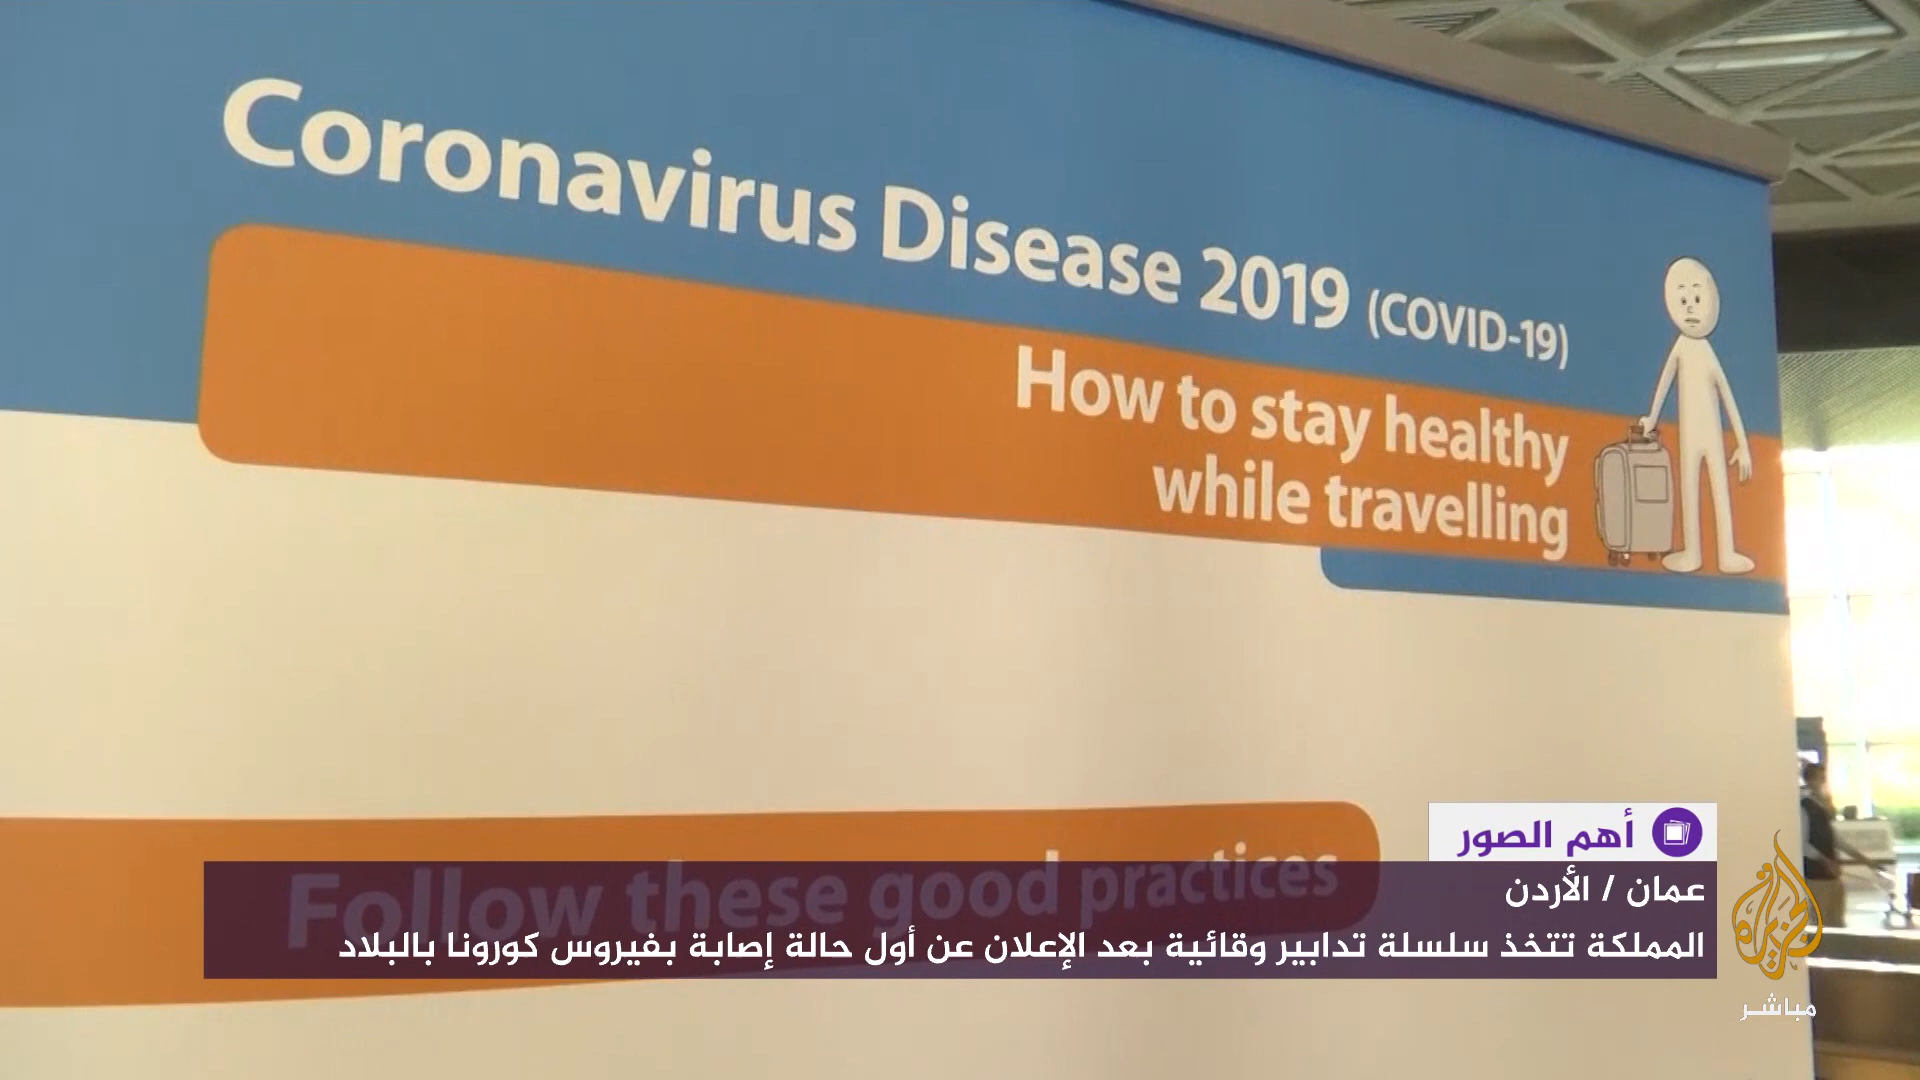 Coronavirus Disease 2019 (COVID-19)
How to stay healthy
while travelling
Follow these good practices
أهم الصور
عمان / الأردن
المملكة تتخذ سلسلة تدابير وقائية بعد الإعلان عن أول حالة إصابة بفيروس كورونا بالبلاد
الجزيرة
مباشر